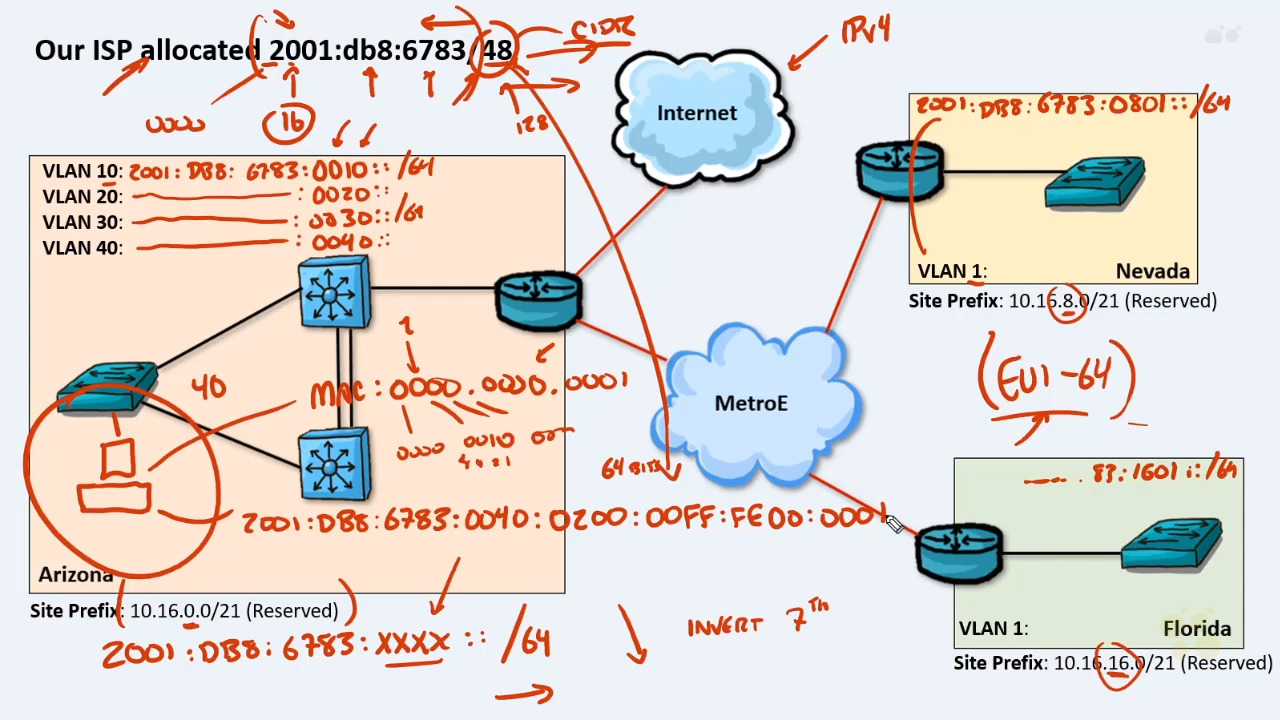 Our ISP allocated 2001:db8:6783/48
CIDR
IPv4
0000
16
128
Internet
2001:DB8:6783:0801::/64
VLAN 10: 2001:DB8:6783:0010::/64
VLAN 20: :0020::
VLAN 30: :0030::/64
VLAN 40: :0040::
VLAN 1:
Nevada
Site Prefix: 10.16.8.0/21 (Reserved)
40
MAC:0000.0000.0001
0000 0010
MetroE
(EUI-64)
64 Bits
83:1601::/64
2001:DB8:6783:0040:0200:00FF:FE00:0001
Arizona
Site Prefix: 10.16.0.0/21 (Reserved)
2001:DB8:6783:XXXX::/64
INVERT 7TH
VLAN 1:
Florida
Site Prefix: 10.16.16.0/21 (Reserved)